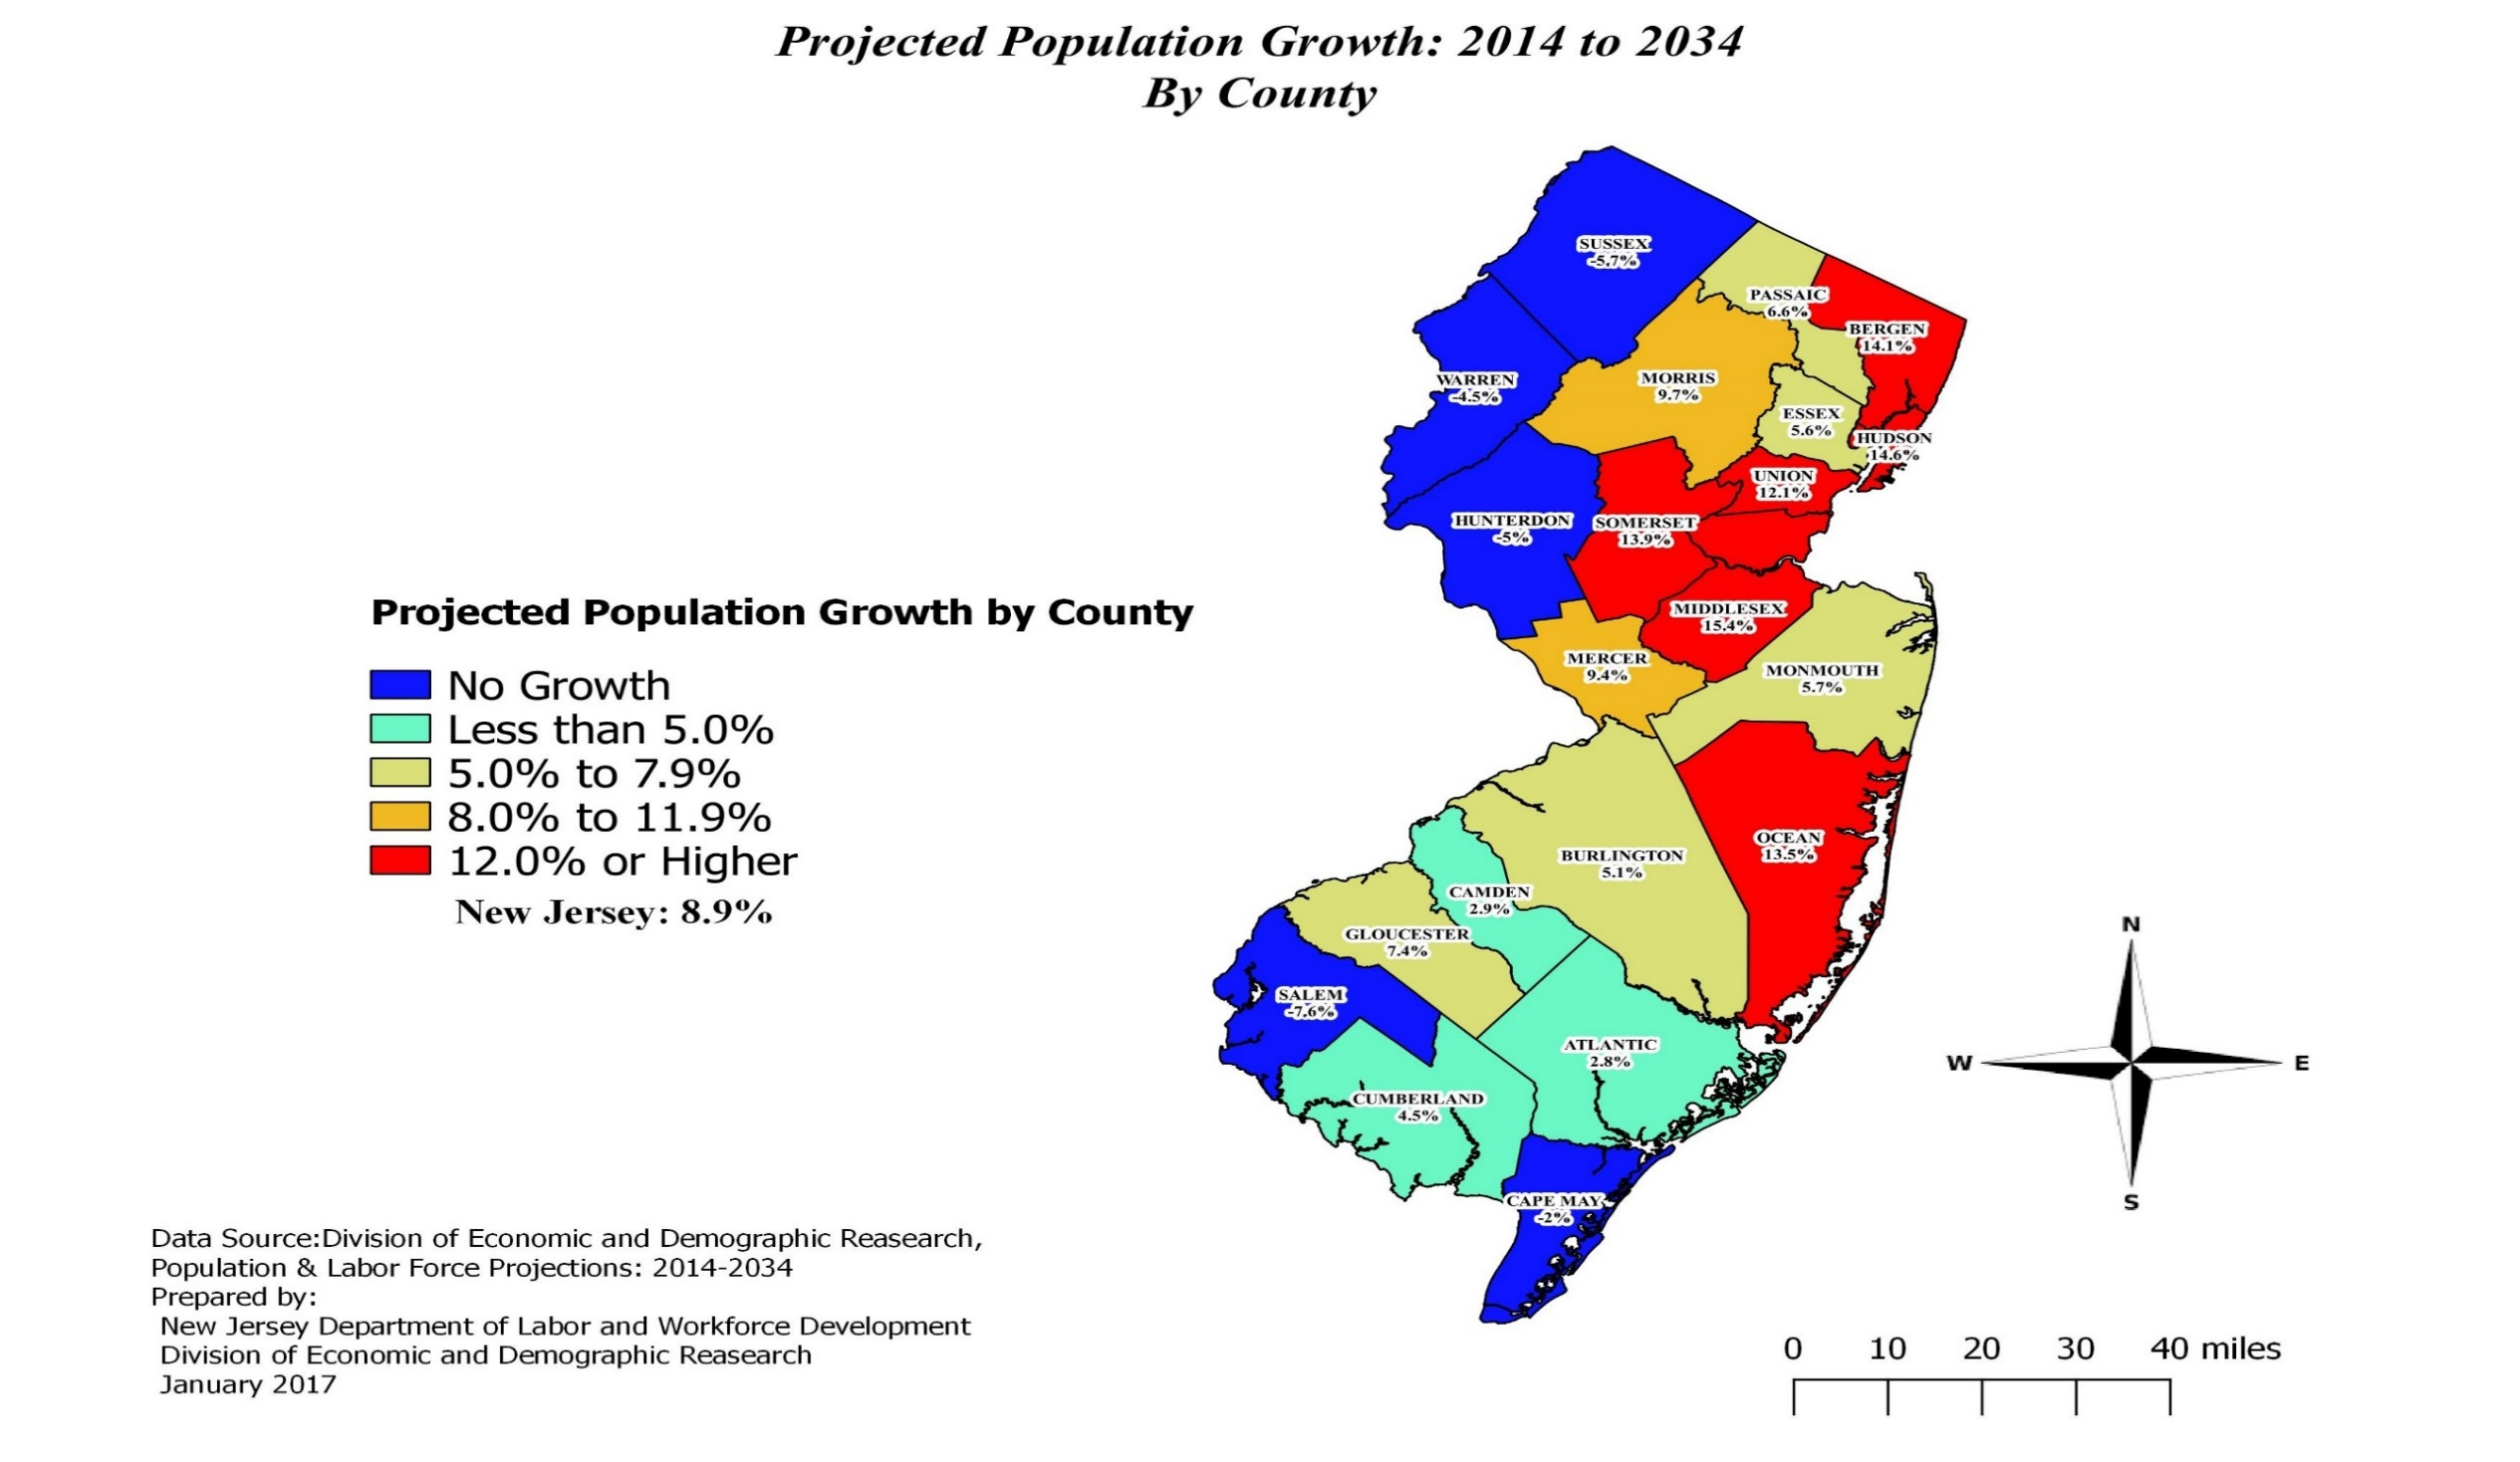 Projected Population Growth: 2014 to 2034
By County
SUSSEX
-5.7%
PASSAIC
6.6%
BERGEN
14.1%
WARREN
-4.5%
MORRIS
9.7%
ESSEX
5.6%
HUDSON
14.6%
UNION
12.1%
HUNTERDON
-5%
SOMERSET
13.9%
MIDDLESEX
15.4%
MERCER
9.4%
MONMOUTH
5.7%
OCEAN
13.5%
BURLINGTON
5.1%
CAMDEN
2.9%
GLOUCESTER
7.4%
SALEM
-7.6%
ATLANTIC
2.8%
CUMBERLAND
4.5%
CAPE MAY
-2%
Projected Population Growth by County
No Growth
Less than 5.0%
5.0% to 7.9%
8.0% to 11.9%
12.0% or Higher
New Jersey: 8.9%
N
W
E
S
Data Source:Division of Economic and Demographic Reasearch,
Population & Labor Force Projections: 2014-2034
Prepared by:
New Jersey Department of Labor and Workforce Development
Division of Economic and Demographic Reasearch
January 2017
0 10 20 30 40 miles